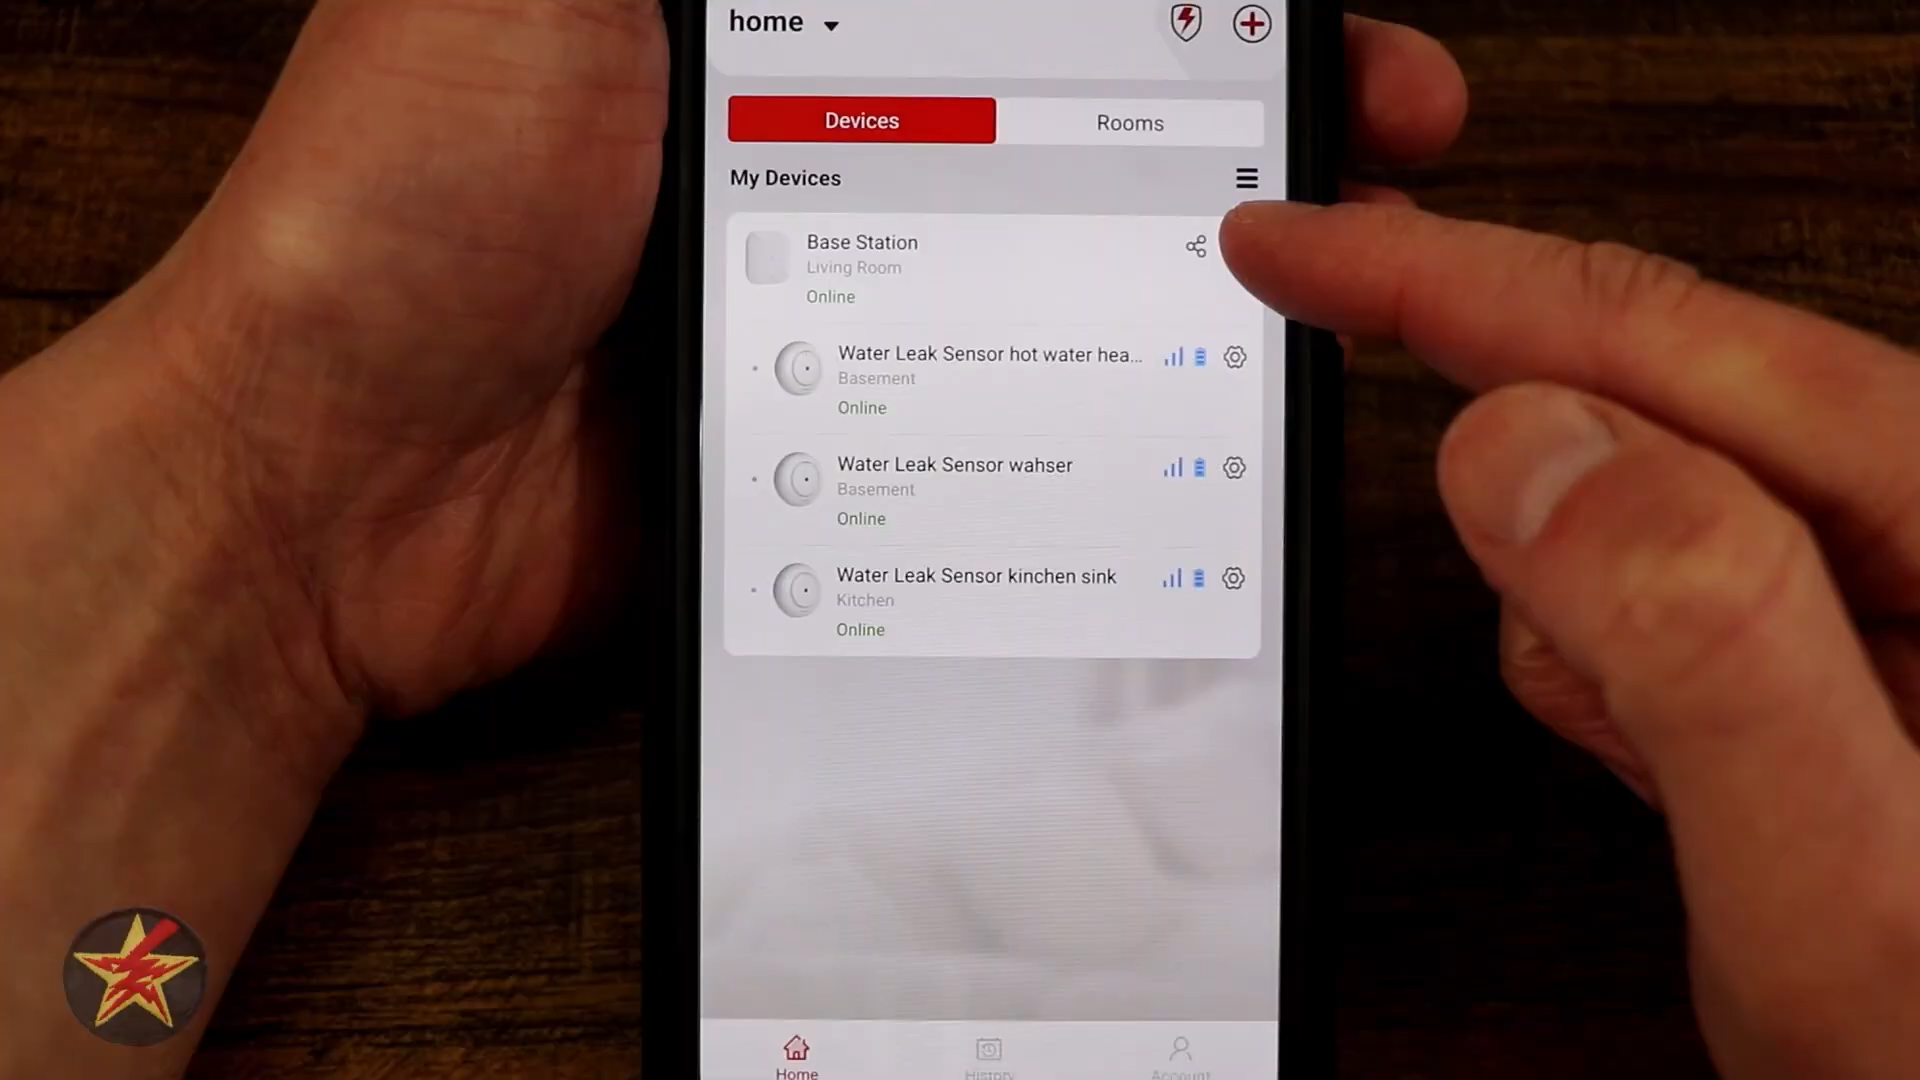 home
Devices
Rooms
My Devices
Base Station
Living Room
Online
Water Leak Sensor hot water hea...
Basement
Online
Water Leak Sensor wahser
Basement
Online
Water Leak Sensor kinchen sink
Kitchen
Online
Home
History
Account